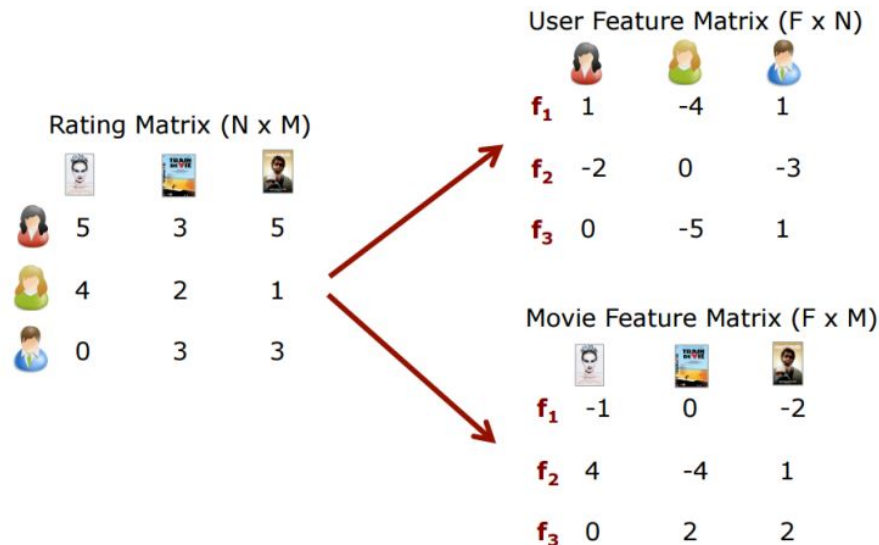 User Feature Matrix (F x N)
f1 1 -4 1
f2 -2 0 -3
f3 0 -5 1
Rating Matrix (N x M)
TRAIN
5 3 5
4 2 1
0 3 3
Movie Feature Matrix (F x M)
TRAIN
f1 -1 0 -2
f2 4 -4 1
f3 0 2 2